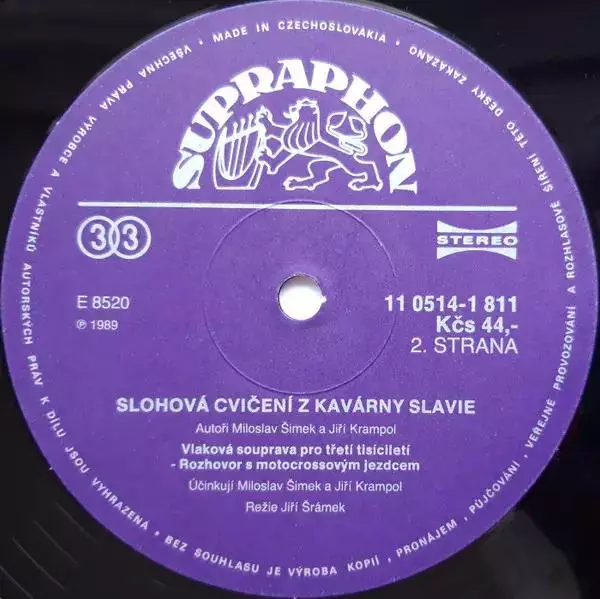 VŠECHNA PRÁVA VÝROBCE A VLASTNÍKŮ AUTORSKÝCH PRÁV K DÍLU JSOU VYHRAZENA • BEZ SOUHLASU JE VÝROBA KOPIÍ, PRONÁJEM, PŮJČOVÁNÍ, VEŘEJNÉ PROVOZOVÁNÍ A ROZHLASOVÉ ŠÍŘENÍ TÉTO DESKY ZAKÁZÁNO •
MADE IN CZECHOSLOVAKIA •
SUPRAPHON
33
STEREO
E 8520
℗ 1989
11 0514-1 811
Kčs 44,-
2. STRANA
SLOHOVÁ CVIČENÍ Z KAVÁRNY SLAVIE
Autoři Miloslav Šimek a Jiří Krampol
Vlaková souprava pro třetí tisíciletí
- Rozhovor s motocrossovým jezdcem
Účinkují Miloslav Šimek a Jiří Krampol
Režie Jiří Šrámek